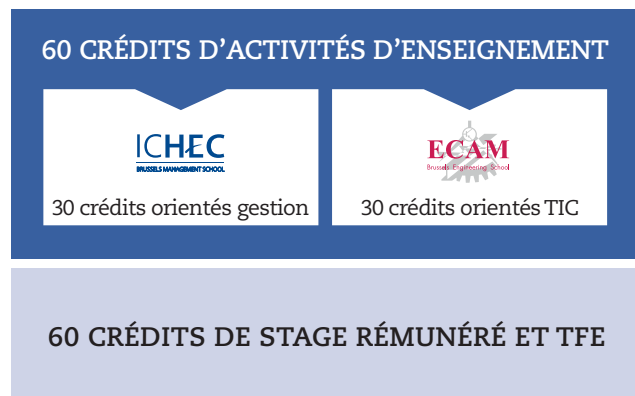 60 CRÉDITS D'ACTIVITÉS D'ENSEIGNEMENT
ICHEC
BRUSSELS MANAGEMENT SCHOOL
30 crédits orientés gestion
ECAM
Brussels Engineering School
30 crédits orientés TIC
60 CRÉDITS DE STAGE RÉMUNÉRÉ ET TFE